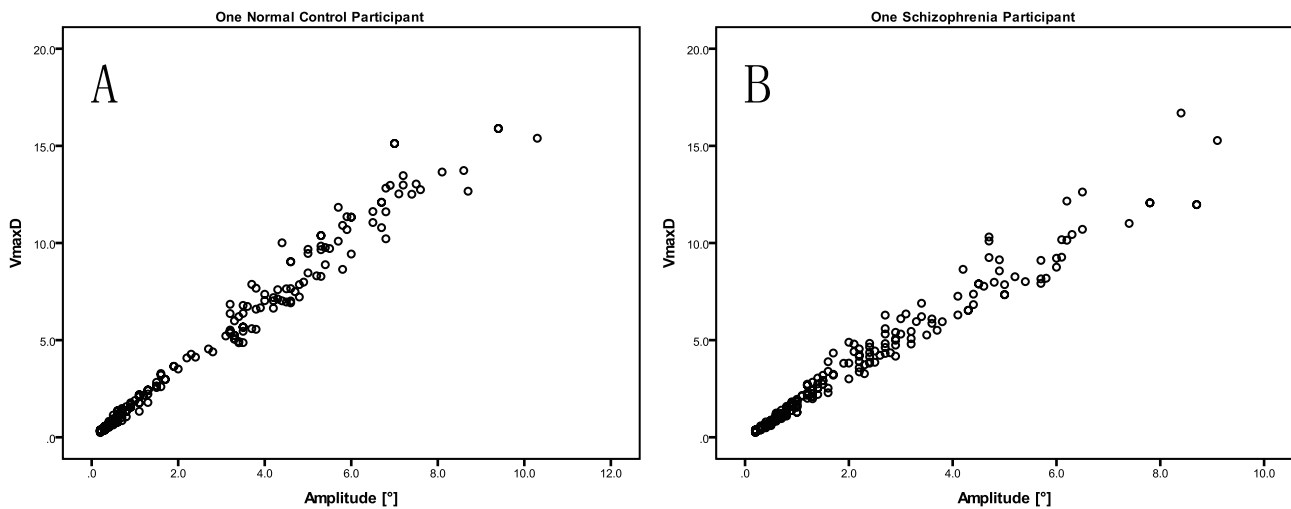 One Normal Control Participant
A
20.0
15.0
10.0
5.0
.0
VmaxD
.0 2.0 4.0 6.0 8.0 10.0 12.0
Amplitude [°]
One Schizophrenia Participant
B
20.0
15.0
10.0
5.0
.0
VmaxD
.0 2.0 4.0 6.0 8.0 10.0
Amplitude [°]